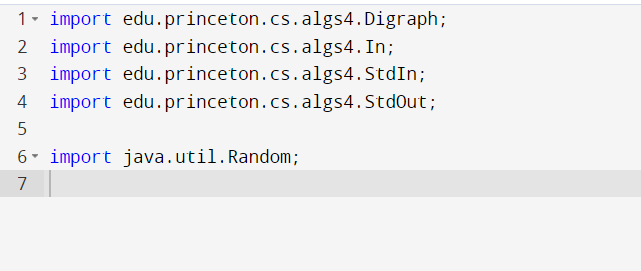 1 import edu.princeton.cs.algs4.Digraph;
2 import edu.princeton.cs.algs4.In;
3 import edu.princeton.cs.algs4.StdIn;
4 import edu.princeton.cs.algs4.StdOut;
5
6 import java.util.Random;
7